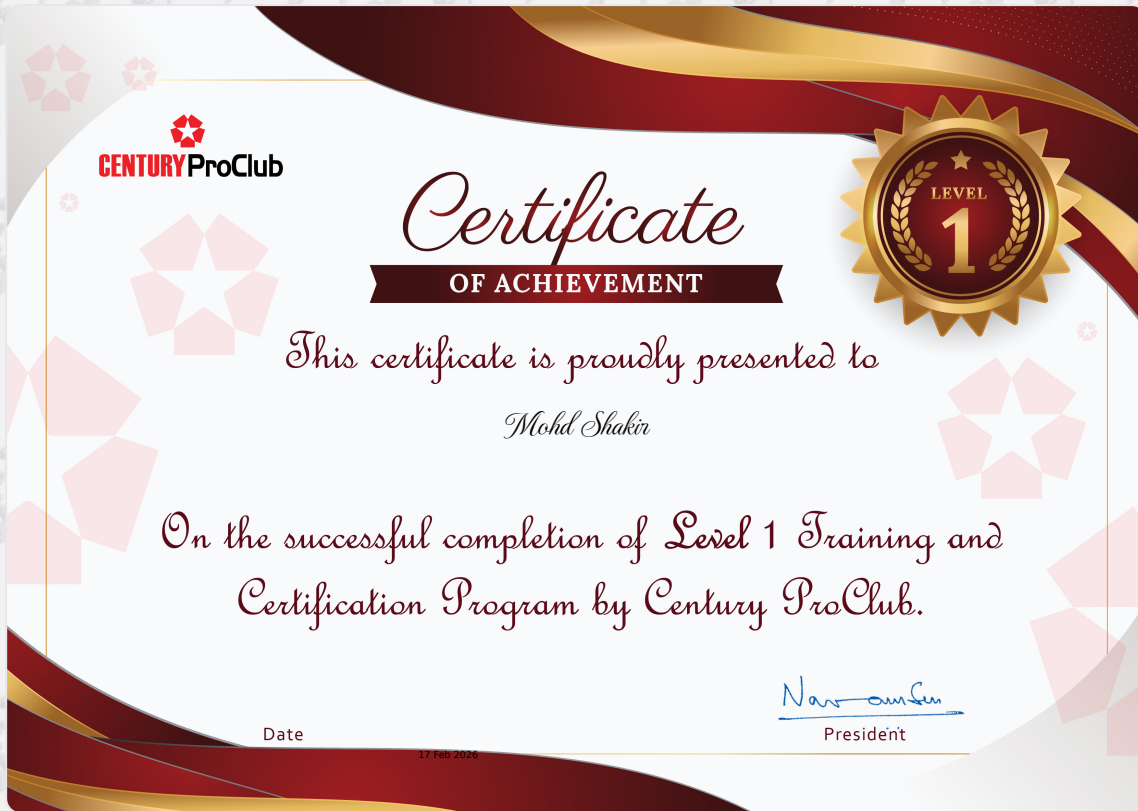 CENTURY ProClub
Certificate
OF ACHIEVEMENT
LEVEL
1
This certificate is proudly presented to
Mohd Shakir
On the successful completion of Level 1 Training and
Certification Program by Century ProClub.
Date
President
17 Feb 2026